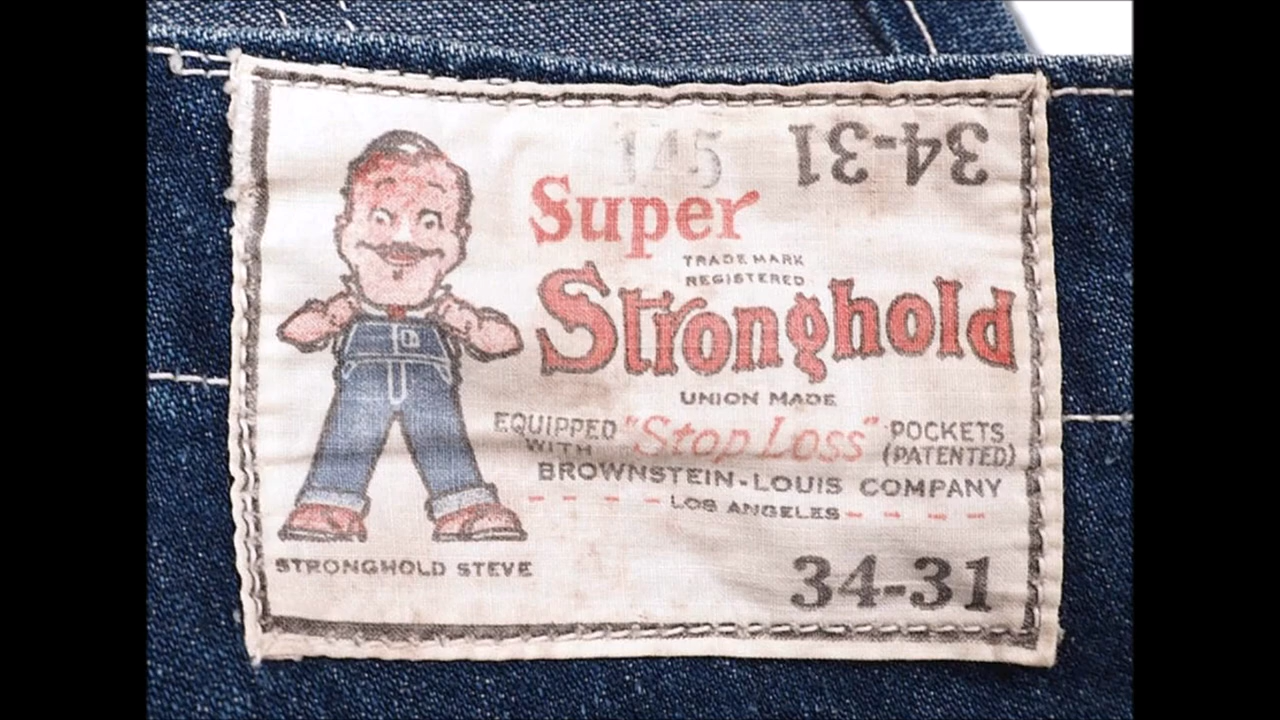 145
34-31
Super
TRADE MARK
REGISTERED
Stronghold
UNION MADE
EQUIPPED WITH "Stop Loss" POCKETS (PATENTED)
BROWNSTEIN-LOUIS COMPANY
LOS ANGELES
STRONGHOLD STEVE
34-31